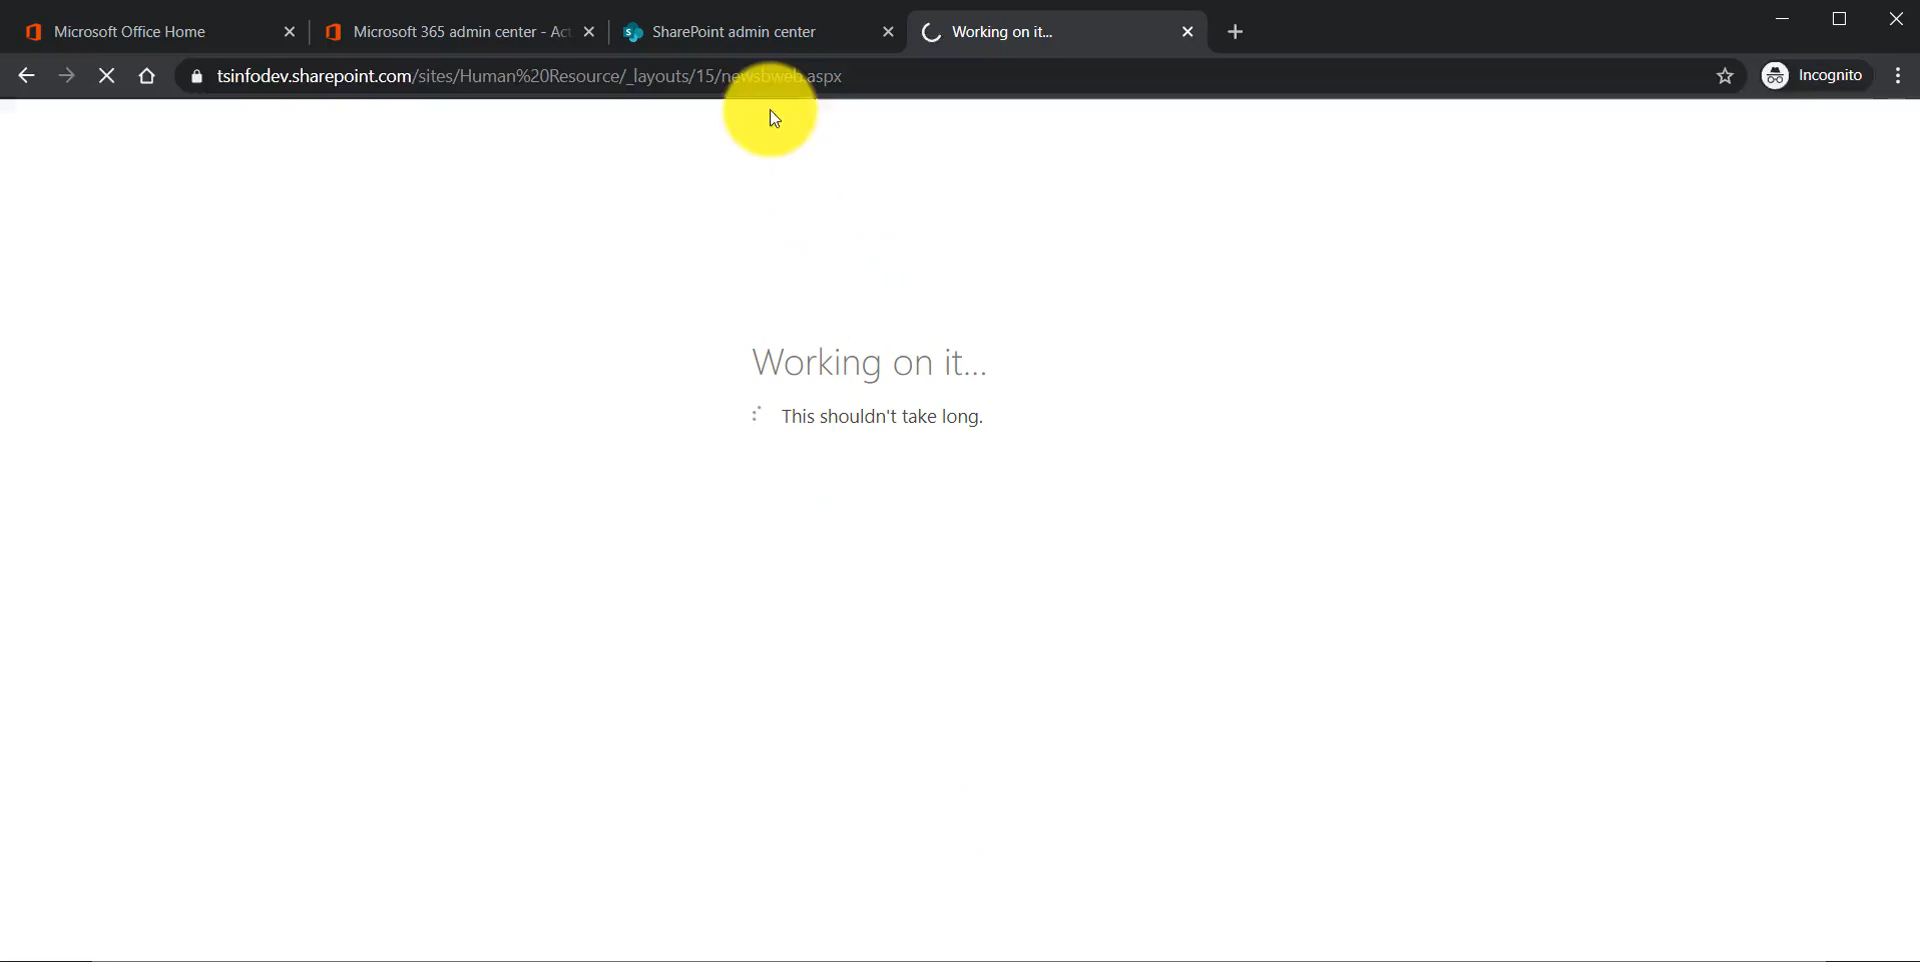 Microsoft Office Home
Microsoft 365 admin center - Act
SharePoint admin center
Working on it...
tsinfodev.sharepoint.com/sites/Human%20Resource/_layouts/15/newsbweb.aspx
Incognito
Working on it...
This shouldn't take long.